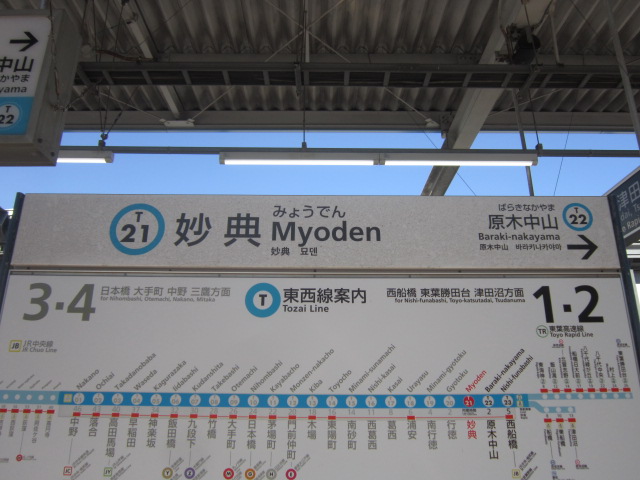 中山
かやま
yama
T
22
T
21
妙典
みょうでん
Myoden
妙典 묘덴
ばらきなかやま
原木中山
Baraki-nakayama
原木中山 바라키나카야마
T
22
津田
3・4
日本橋 大手町 中野 三鷹方面
for Nihombashi, Otemachi, Nakano, Mitaka
T
東西線案内
Tozai Line
西船橋 東葉勝田台 津田沼方面
for Nishi-funabashi, Toyo-katsutadai, Tsudanuma
1・2
JB JR中央線
JR Chuo Line
TR 東葉高速線
Toyo Rapid Line
Nakano
Ochiai
Takadanobaba
Waseda
Kagurazaka
Iidabashi
Kudanshita
Takebashi
Otemachi
Nihombashi
Kayabacho
Monzen-nakacho
Kiba
Toyocho
Minami-sunamachi
Nishi-kasai
Kasai
Urayasu
Minami-gyotoku
Gyotoku
Myoden
Baraki-nakayama
Nishi-funabashi
中野
落合
高田馬場
早稲田
神楽坂
飯田橋
九段下
竹橋
大手町
日本橋
茅場町
門前仲町
木場
東陽町
南砂町
西葛西
葛西
浦安
南行徳
行徳
妙典
原木中山
西船橋